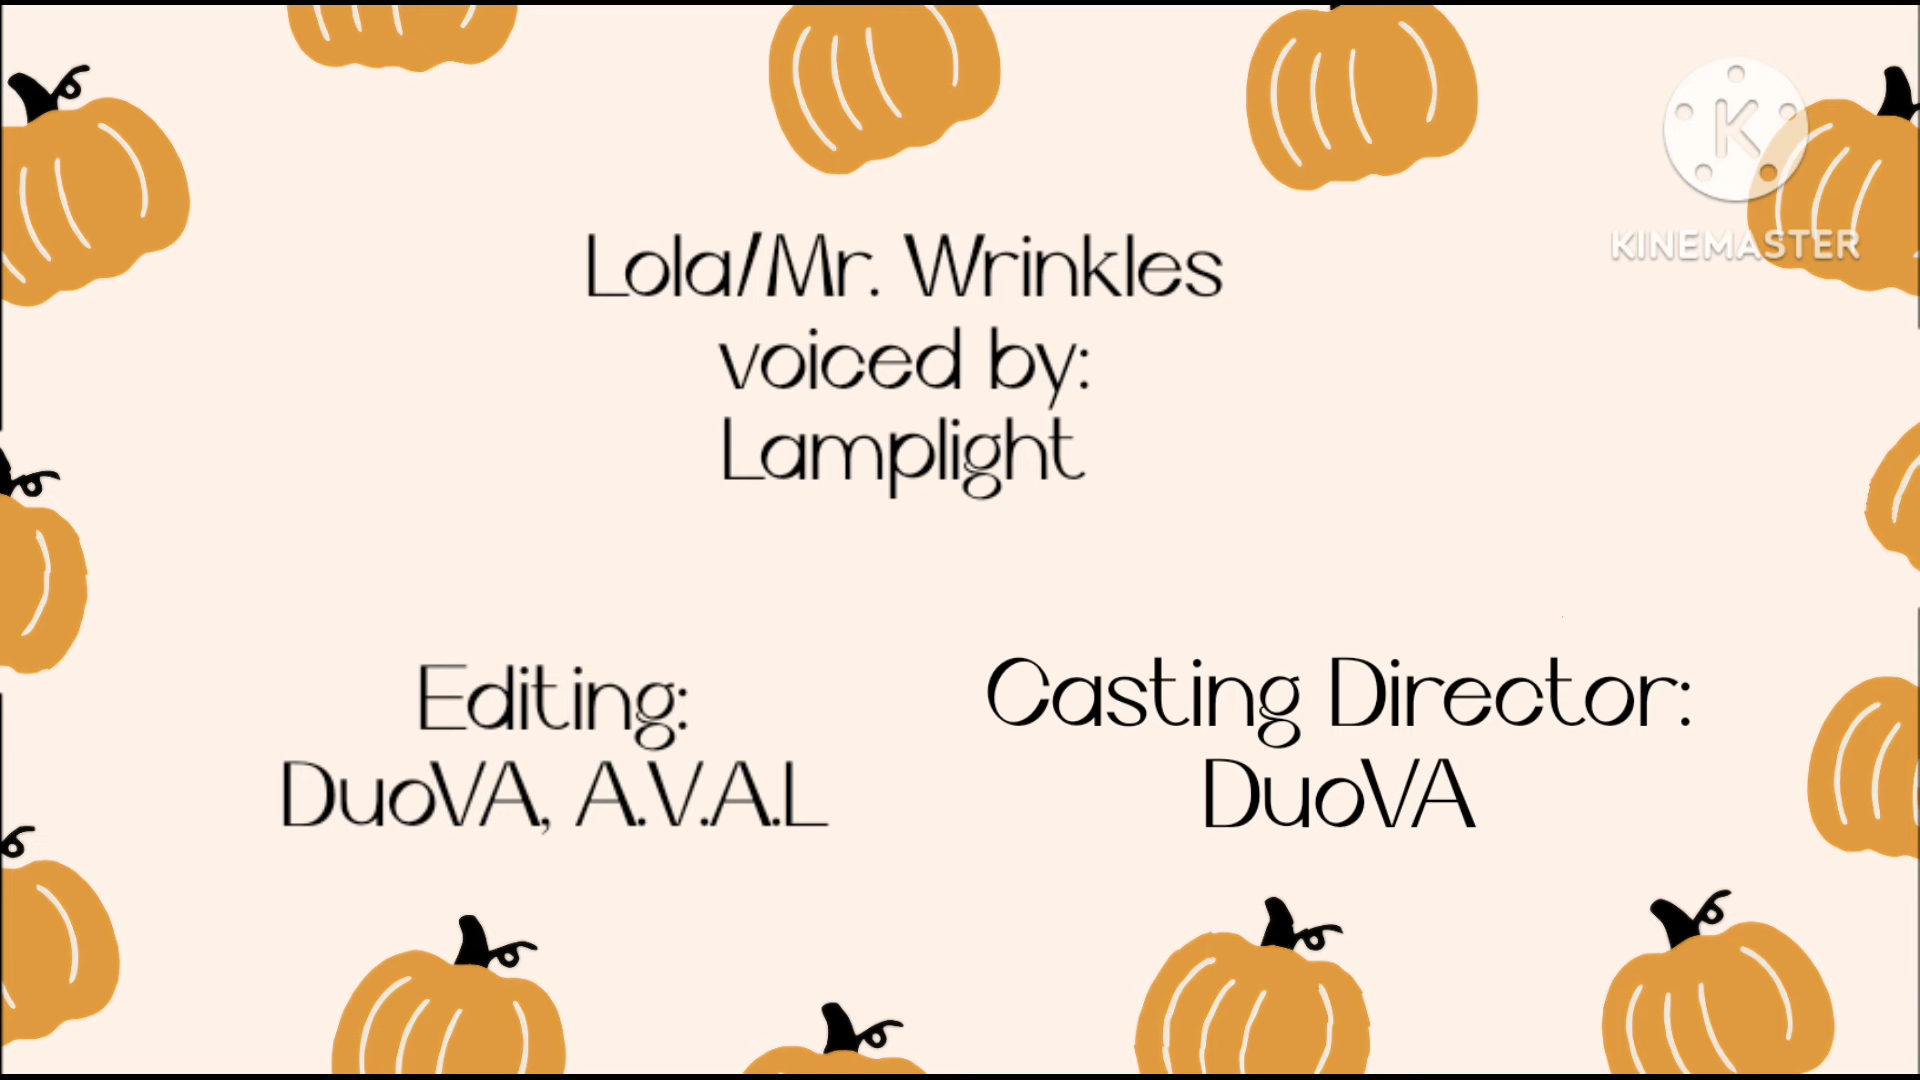 K
KINEMASTER
Lola/Mr. Wrinkles
voiced by:
Lamplight
Editing:
DuoVA, A.V.A.L
Casting Director:
DuoVA